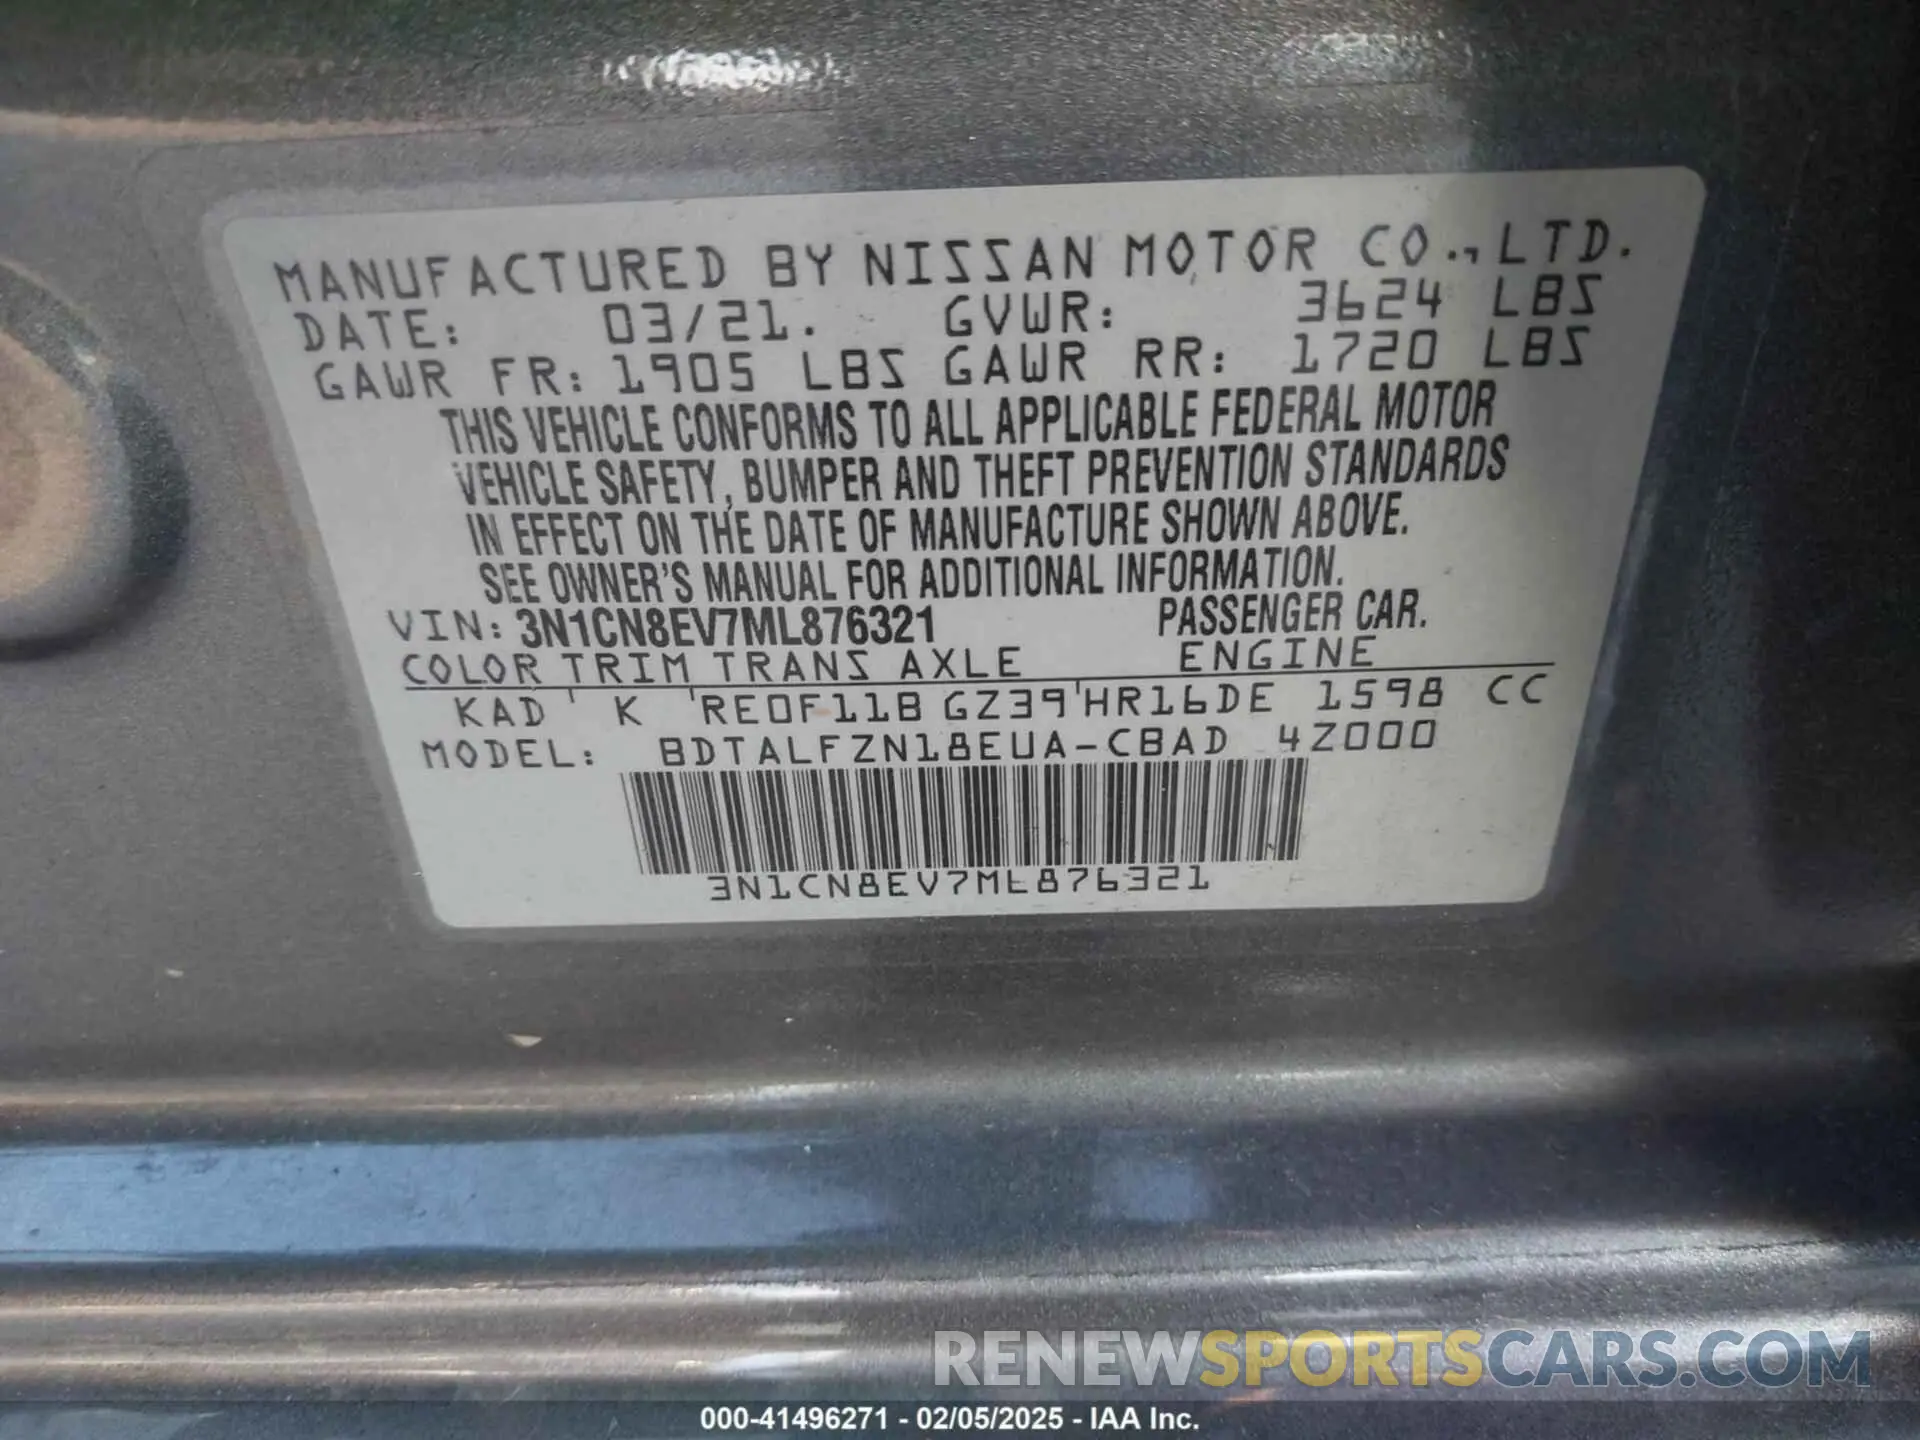 MANUFACTURED BY NISSAN MOTOR CO., LTD.
DATE: 03/21. GVWR: 3624 LBS
GAWR FR: 1905 LBS GAWR RR: 1720 LBS
THIS VEHICLE CONFORMS TO ALL APPLICABLE FEDERAL MOTOR
VEHICLE SAFETY, BUMPER AND THEFT PREVENTION STANDARDS
IN EFFECT ON THE DATE OF MANUFACTURE SHOWN ABOVE.
SEE OWNER'S MANUAL FOR ADDITIONAL INFORMATION.
VIN: 3N1CN8EV7ML876321 PASSENGER CAR.
COLOR TRIM TRANS AXLE ENGINE
KAD K RE0F11B GZ39 HR16DE 1598 CC
MODEL: BDTALFZN18EUA-CBAD 4Z000
3N1CN8EV7ML876321
RENEWSPORTSCARS.COM
000-41496271 - 02/05/2025 - IAA Inc.